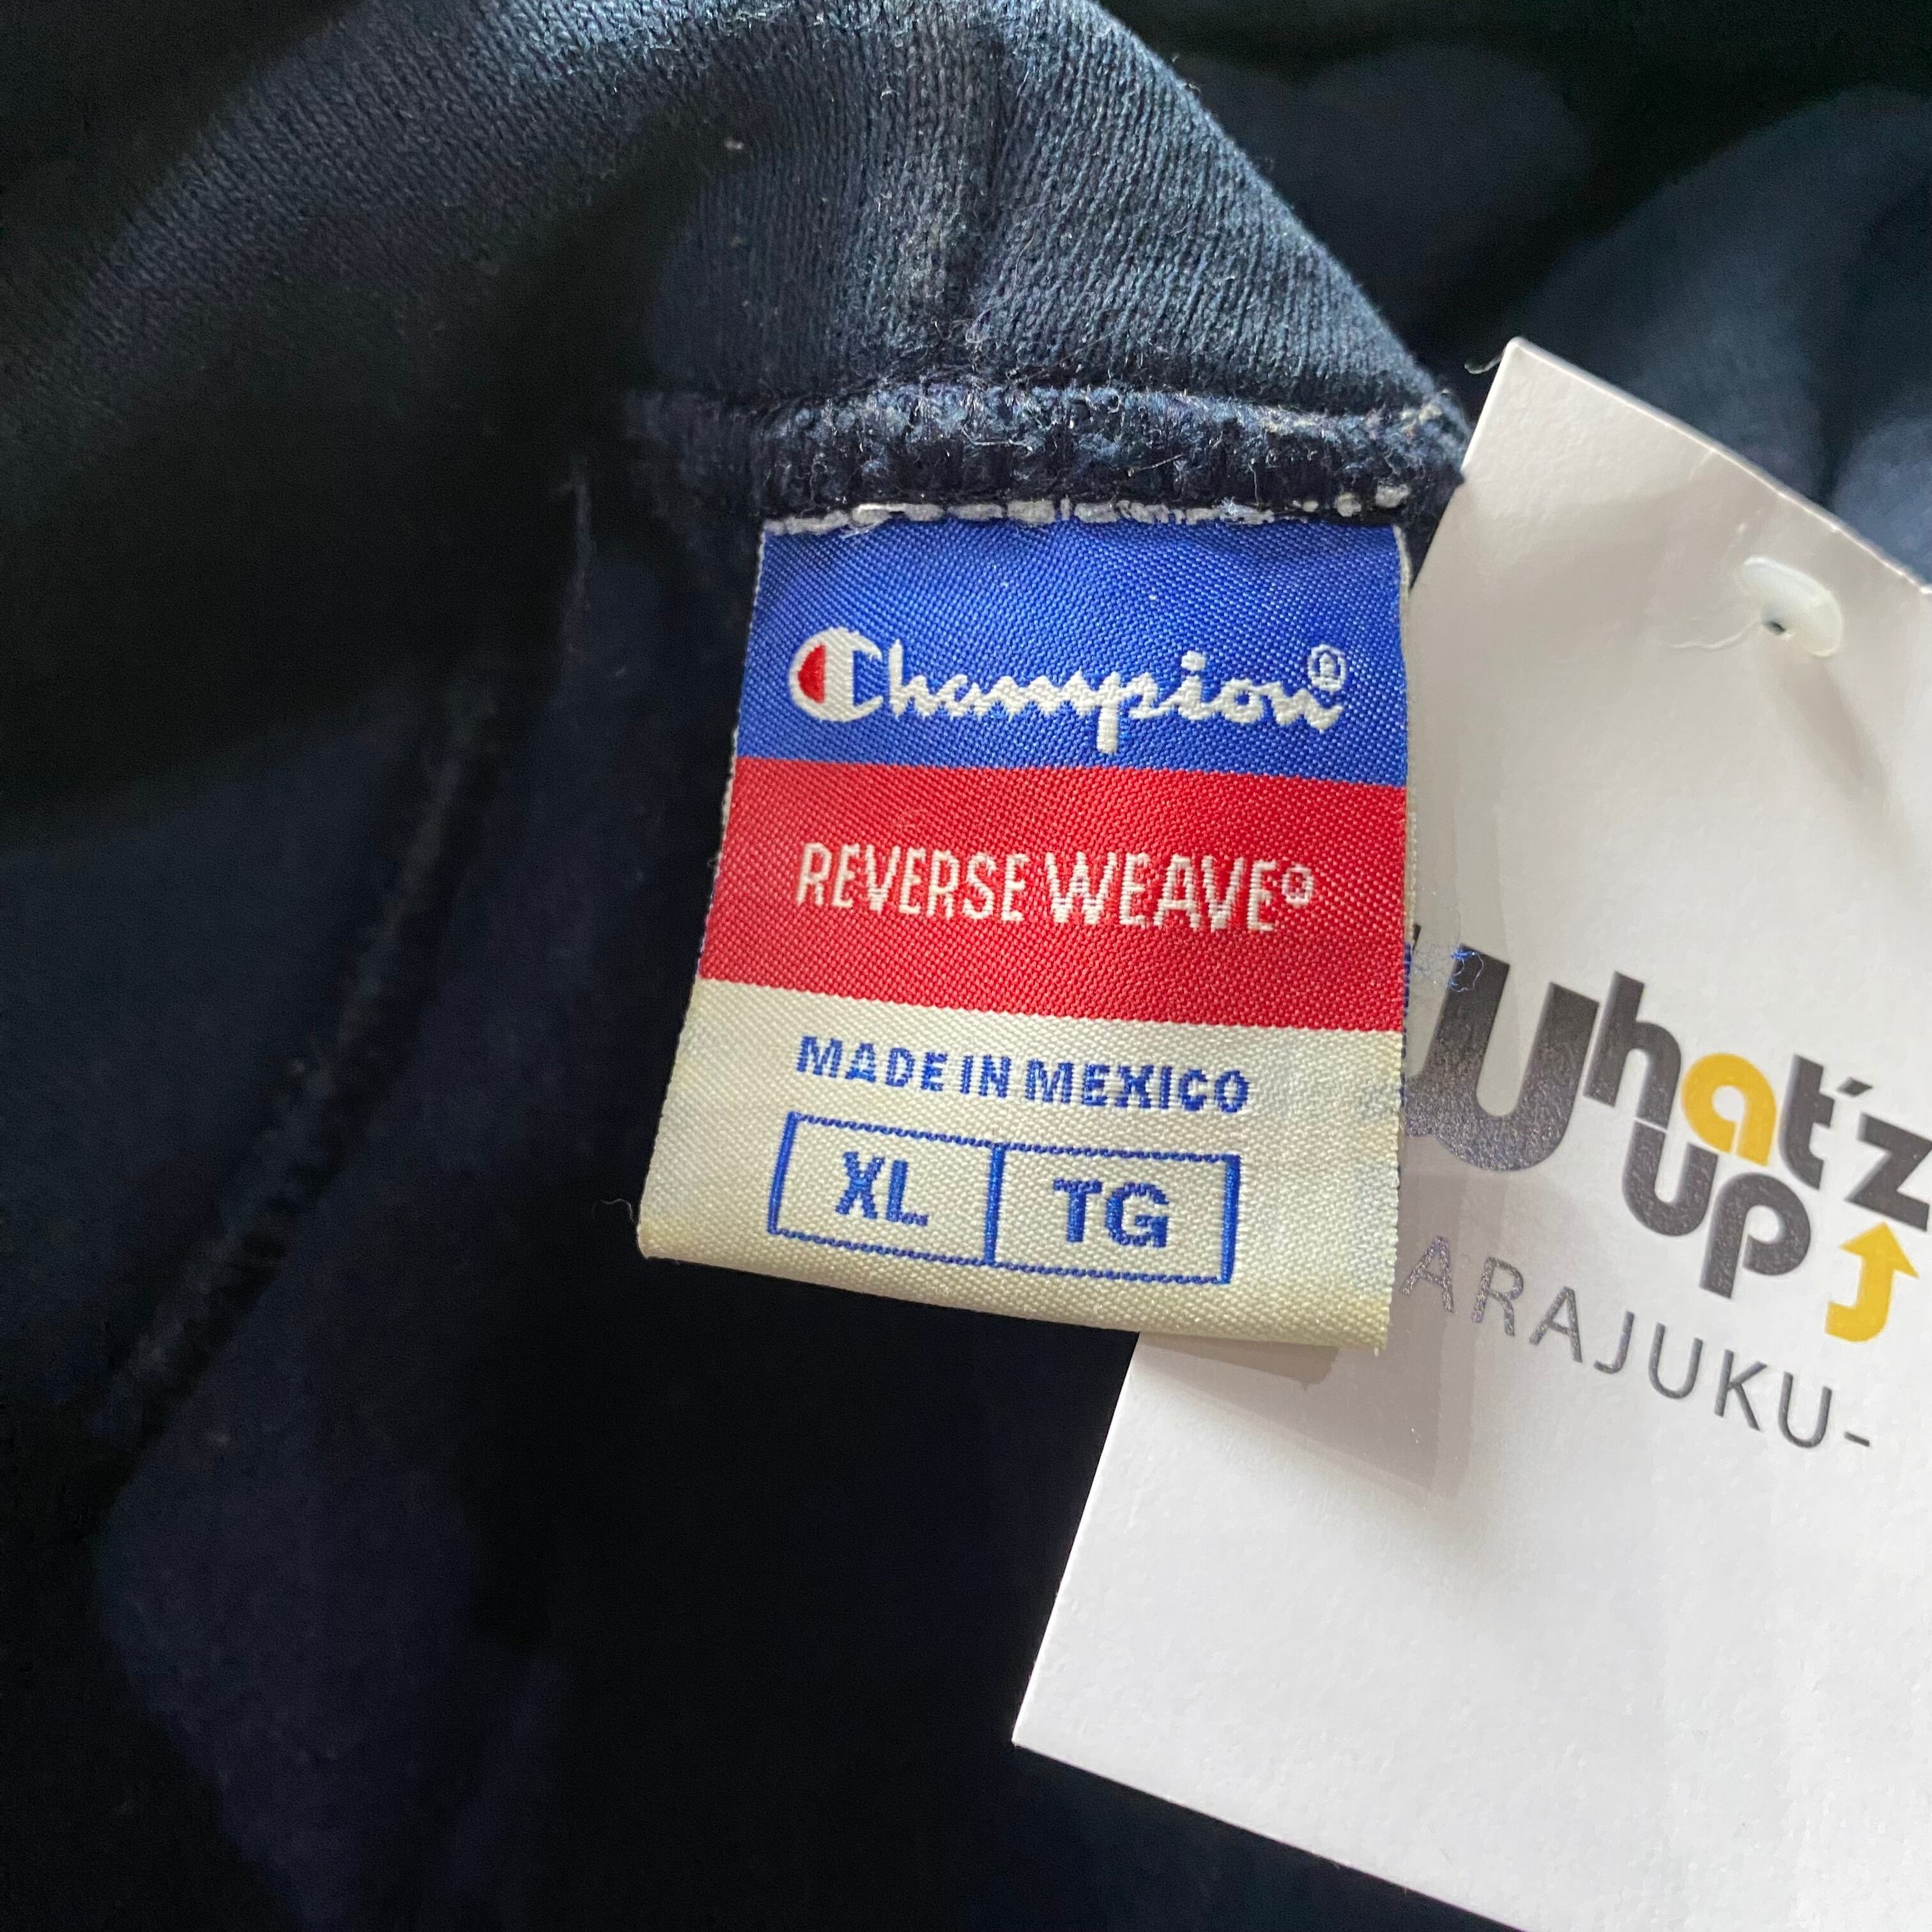 Champion®
REVERSE WEAVE®
MADE IN MEXICO
XL TG
What'z
up
ARAJUKU-